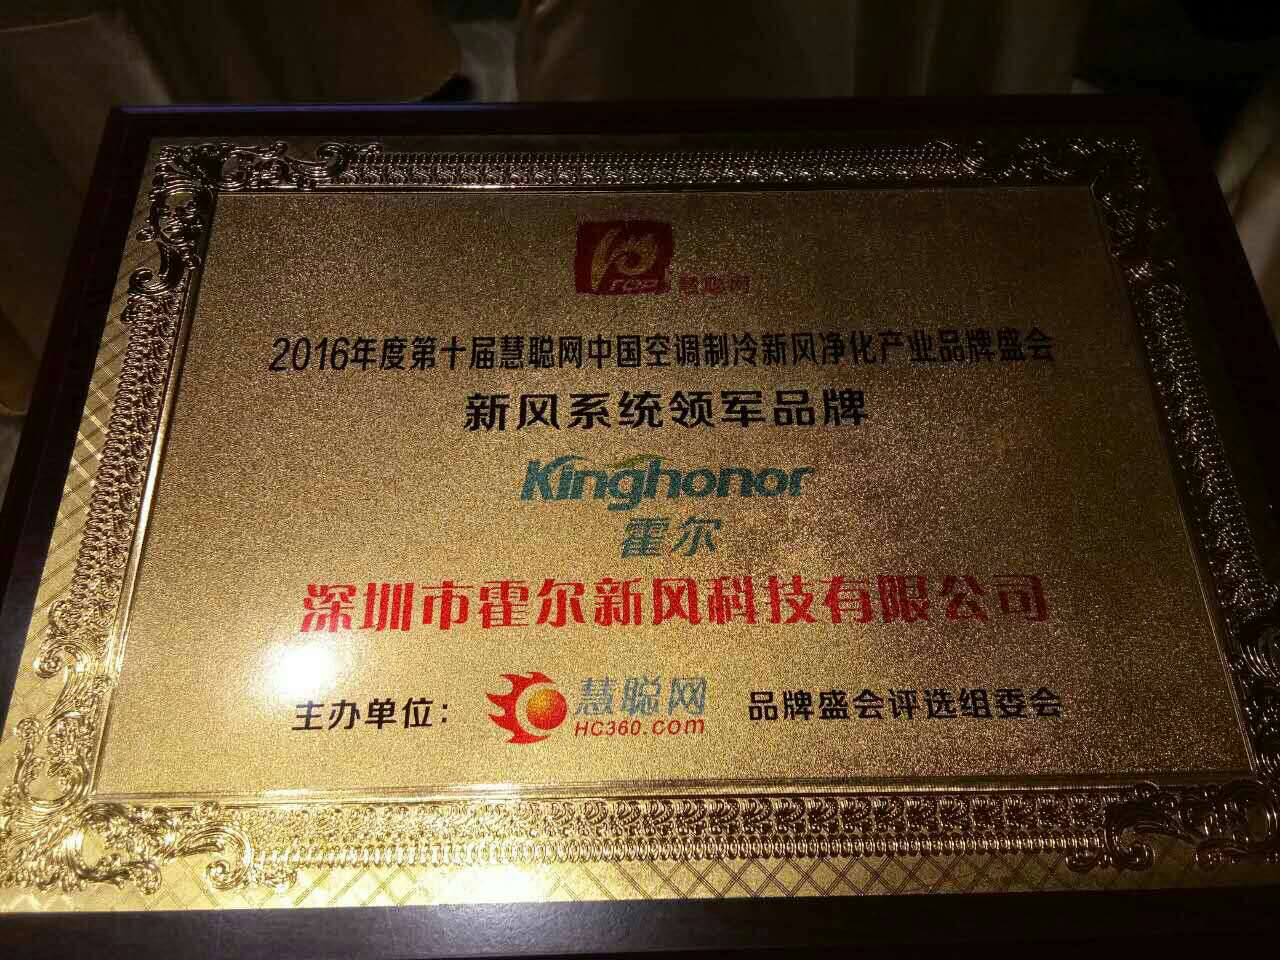 TOP
慧聪网
2016年度第十届慧聪网中国空调制冷新风净化产业品牌盛会
新风系统领军品牌
Kinghonor
霍尔
深圳市霍尔新风科技有限公司
主办单位: 慧聪网 HC360.com 品牌盛会评选组委会